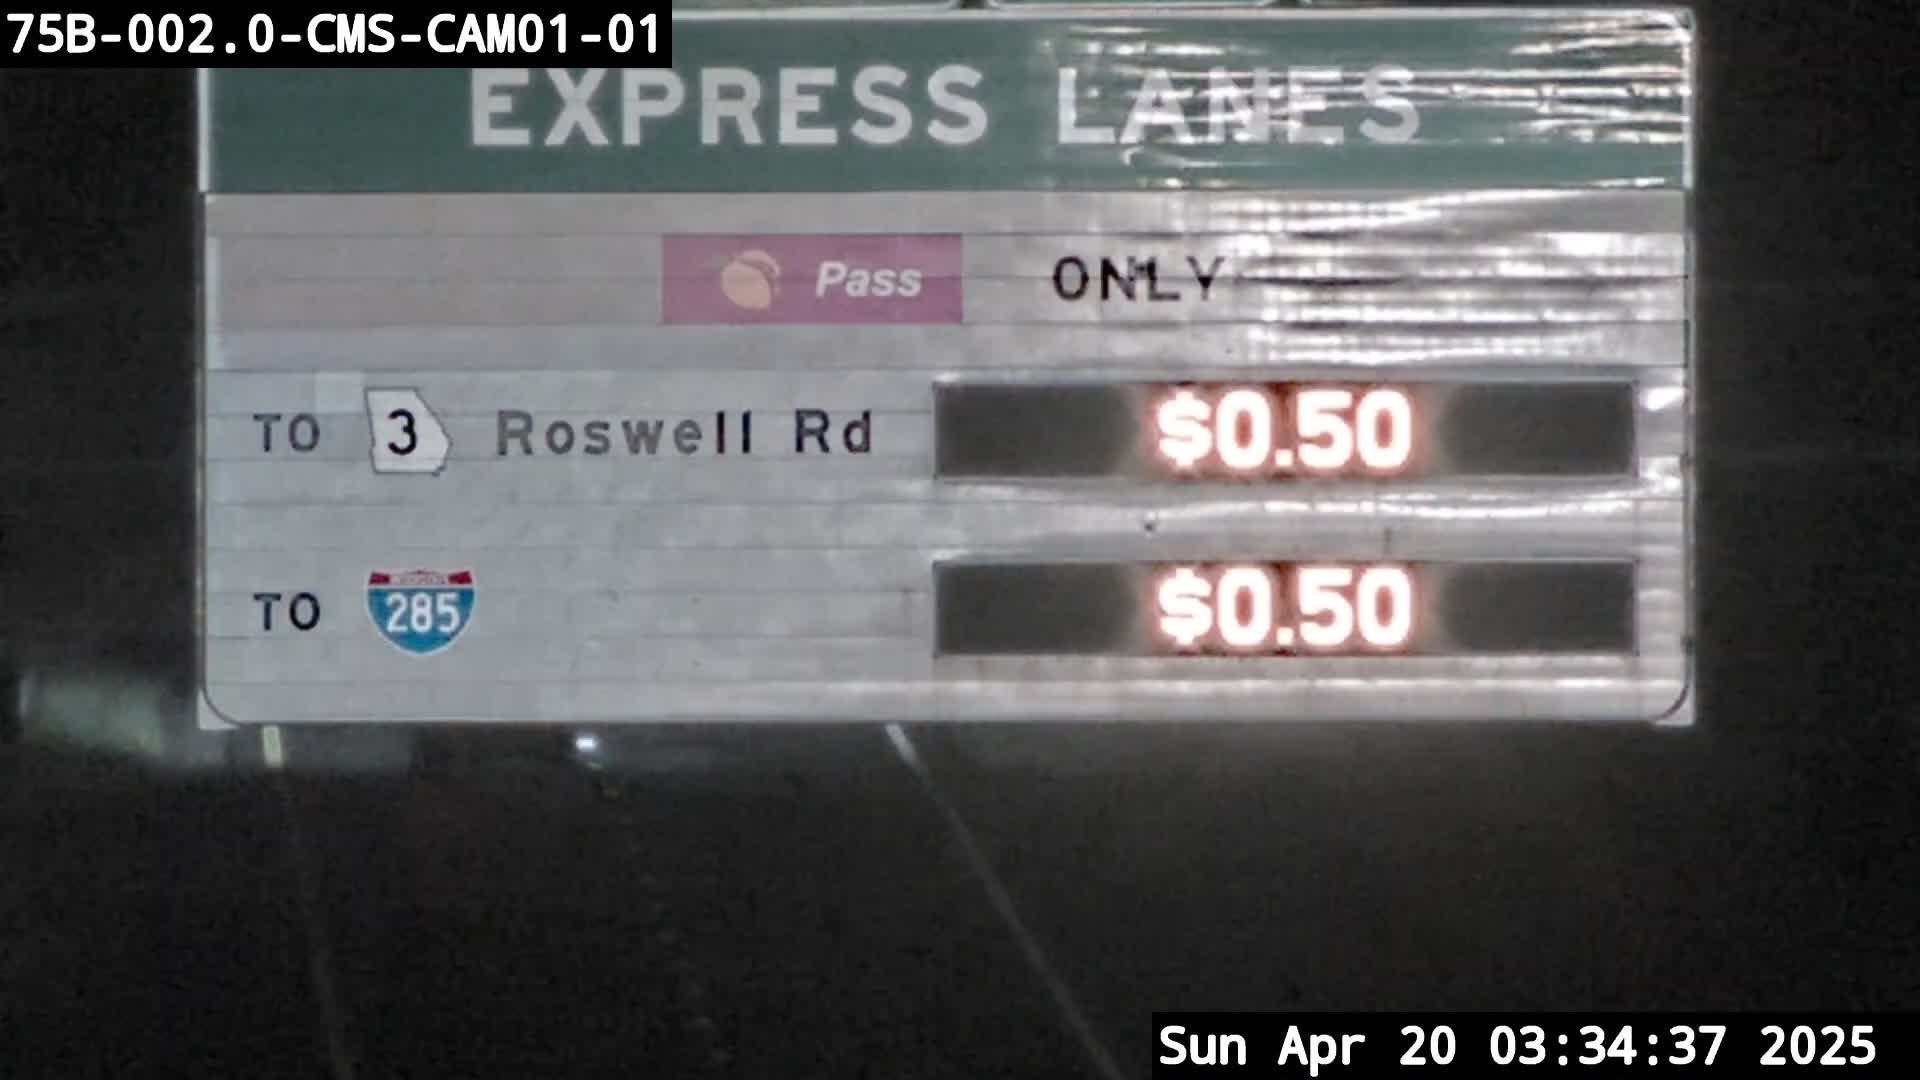 75B-002.0-CMS-CAM01-01
EXPRESS LANES
Pass ONLY
TO 3 Roswell Rd $0.50
TO 285 $0.50
Sun Apr 20 03:34:37 2025